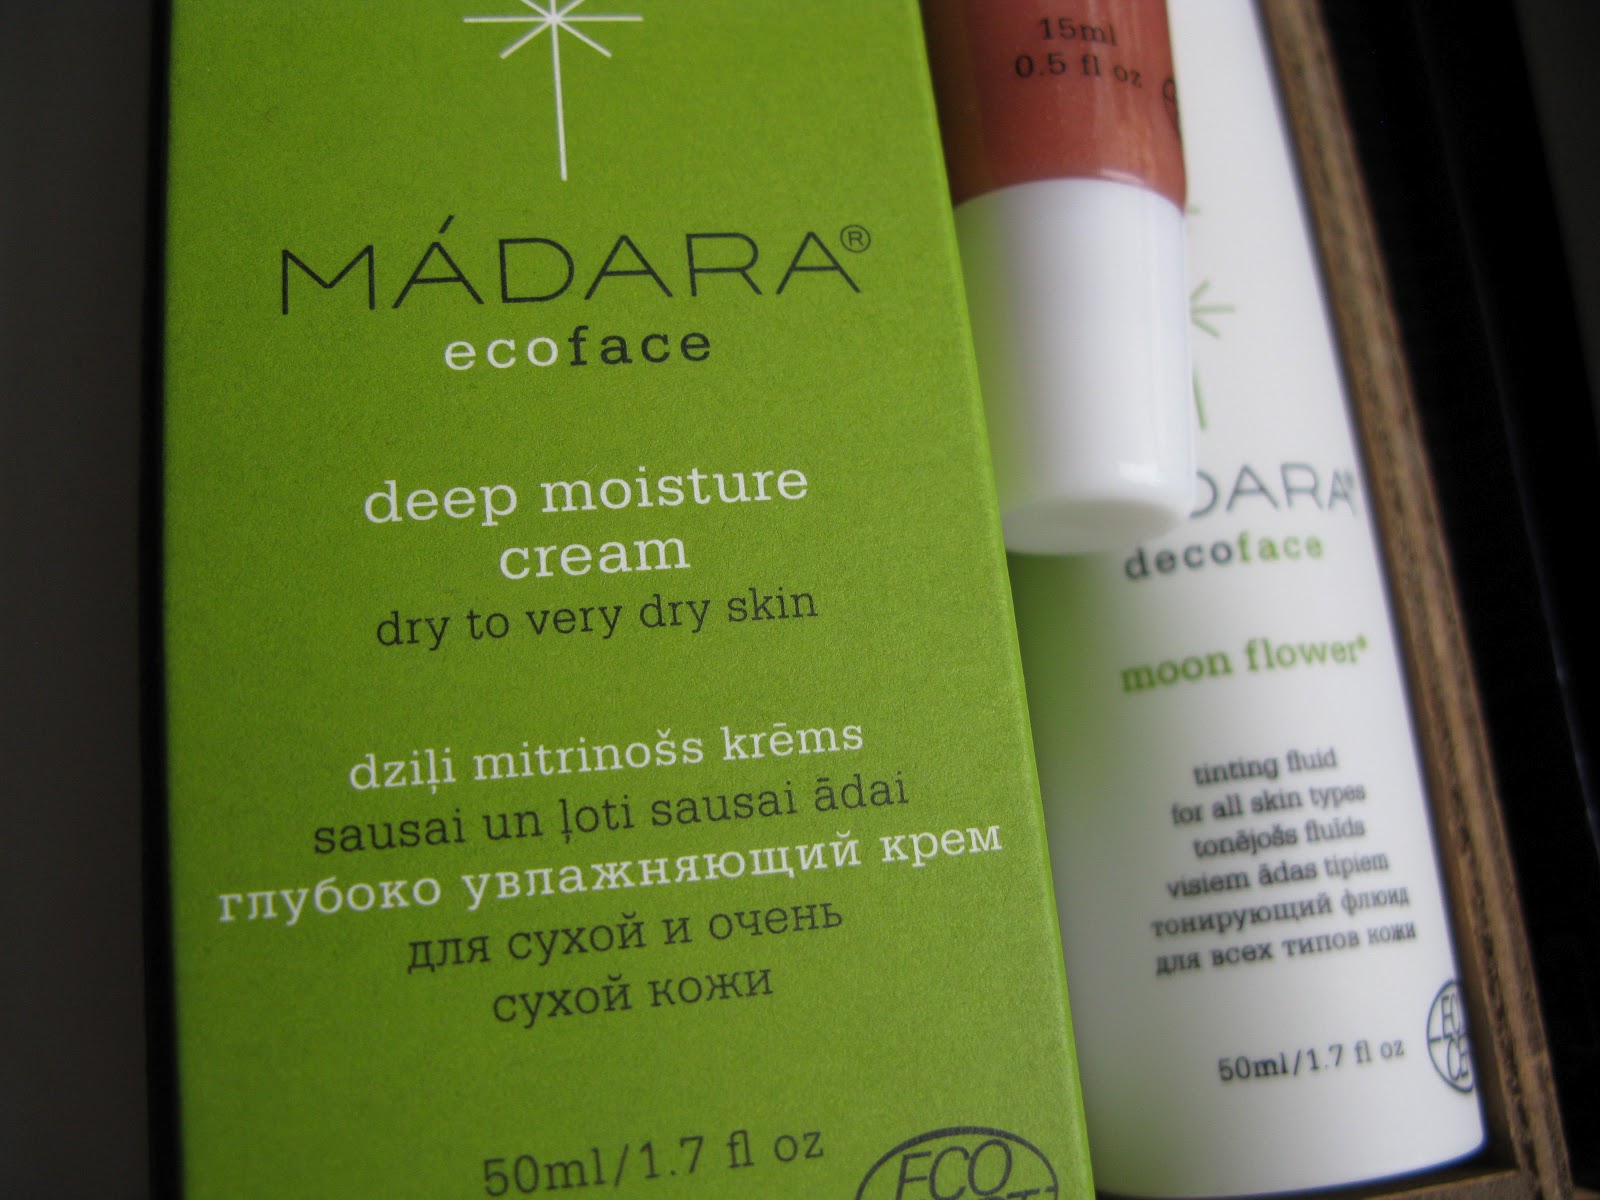 MÁDARA®
ecoface
deep moisture
cream
dry to very dry skin
dziļi mitrinošs krēms
sausai un ļoti sausai ādai
глубоко увлажняющий крем
для сухой и очень
сухой кожи
50ml/1.7 fl oz
ECO
15ml
0.5 fl oz
DARA®
decoface
moon flower*
tinting fluid
for all skin types
tonējošs fluīds
visiem ādas tipiem
тонирующий флюид
для всех типов кожи
50ml/1.7 fl oz